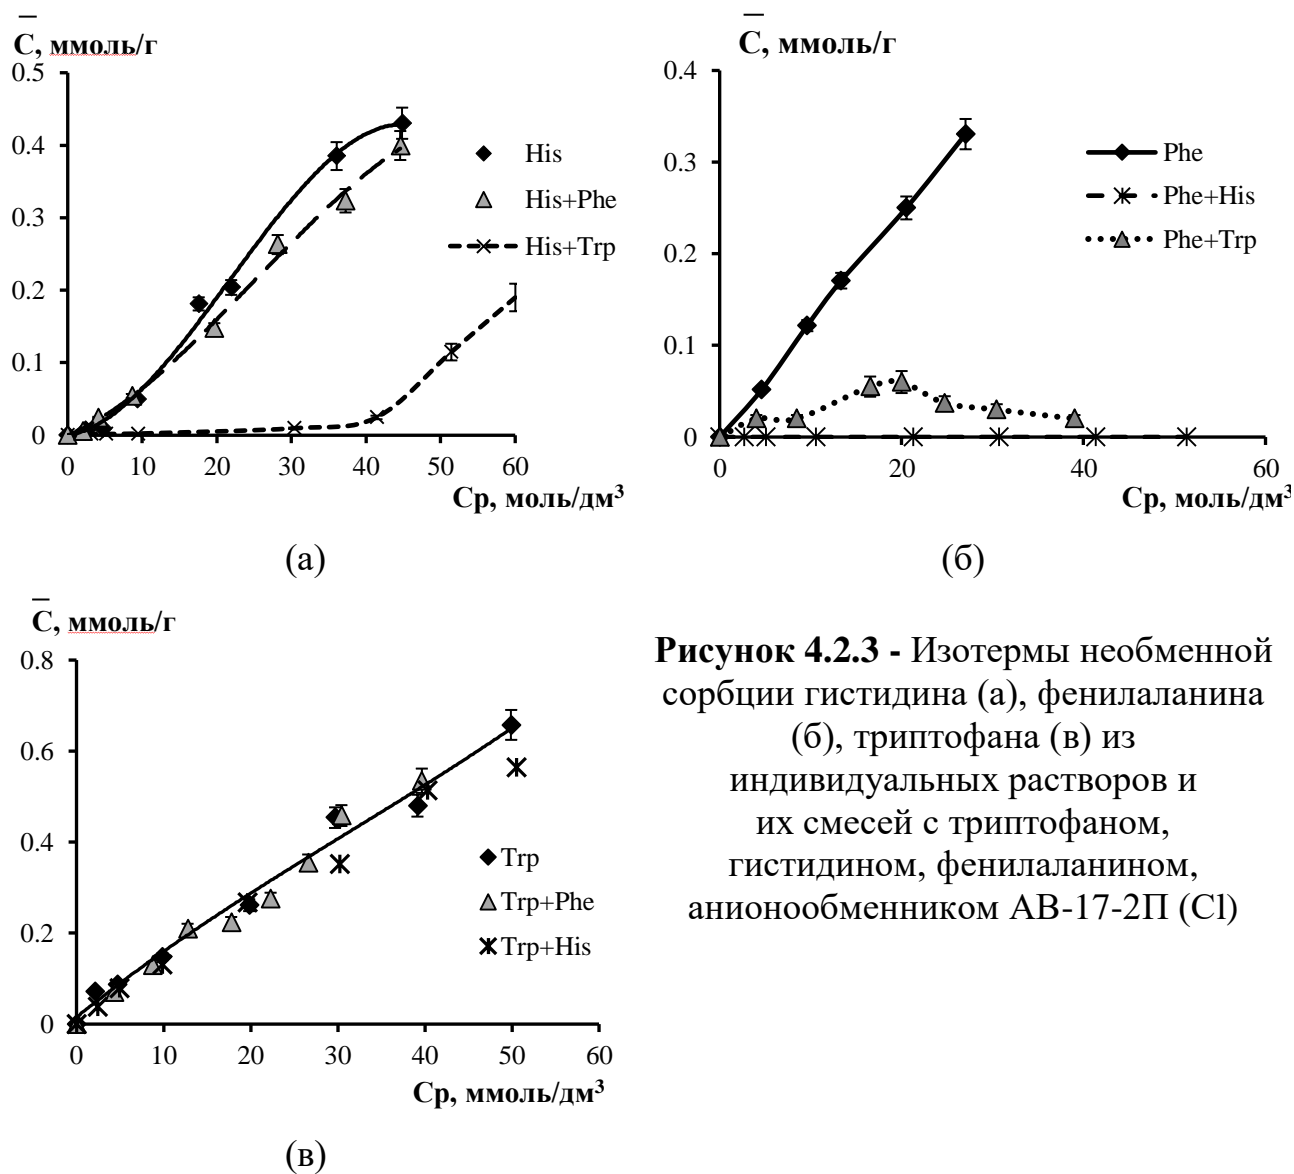 C̅, ммоль/г
0.5
0.4
0.3
0.2
0.1
0
0 10 20 30 40 50 60
His
His+Phe
His+Trp
Ср, моль/дм³
(а)
C̅, ммоль/г
0.4
0.3
0.2
0.1
0
0 20 40 60
Phe
Phe+His
Phe+Trp
Ср, моль/дм³
(б)
C̅, ммоль/г
0.8
0.6
0.4
0.2
0
0 10 20 30 40 50 60
Trp
Trp+Phe
Trp+His
Ср, ммоль/дм³
(в)
Рисунок 4.2.3 - Изотермы необменной
сорбции гистидина (а), фенилаланина
(б), триптофана (в) из
индивидуальных растворов и
их смесей с триптофаном,
гистидином, фенилаланином,
анионообменником АВ-17-2П (Cl)